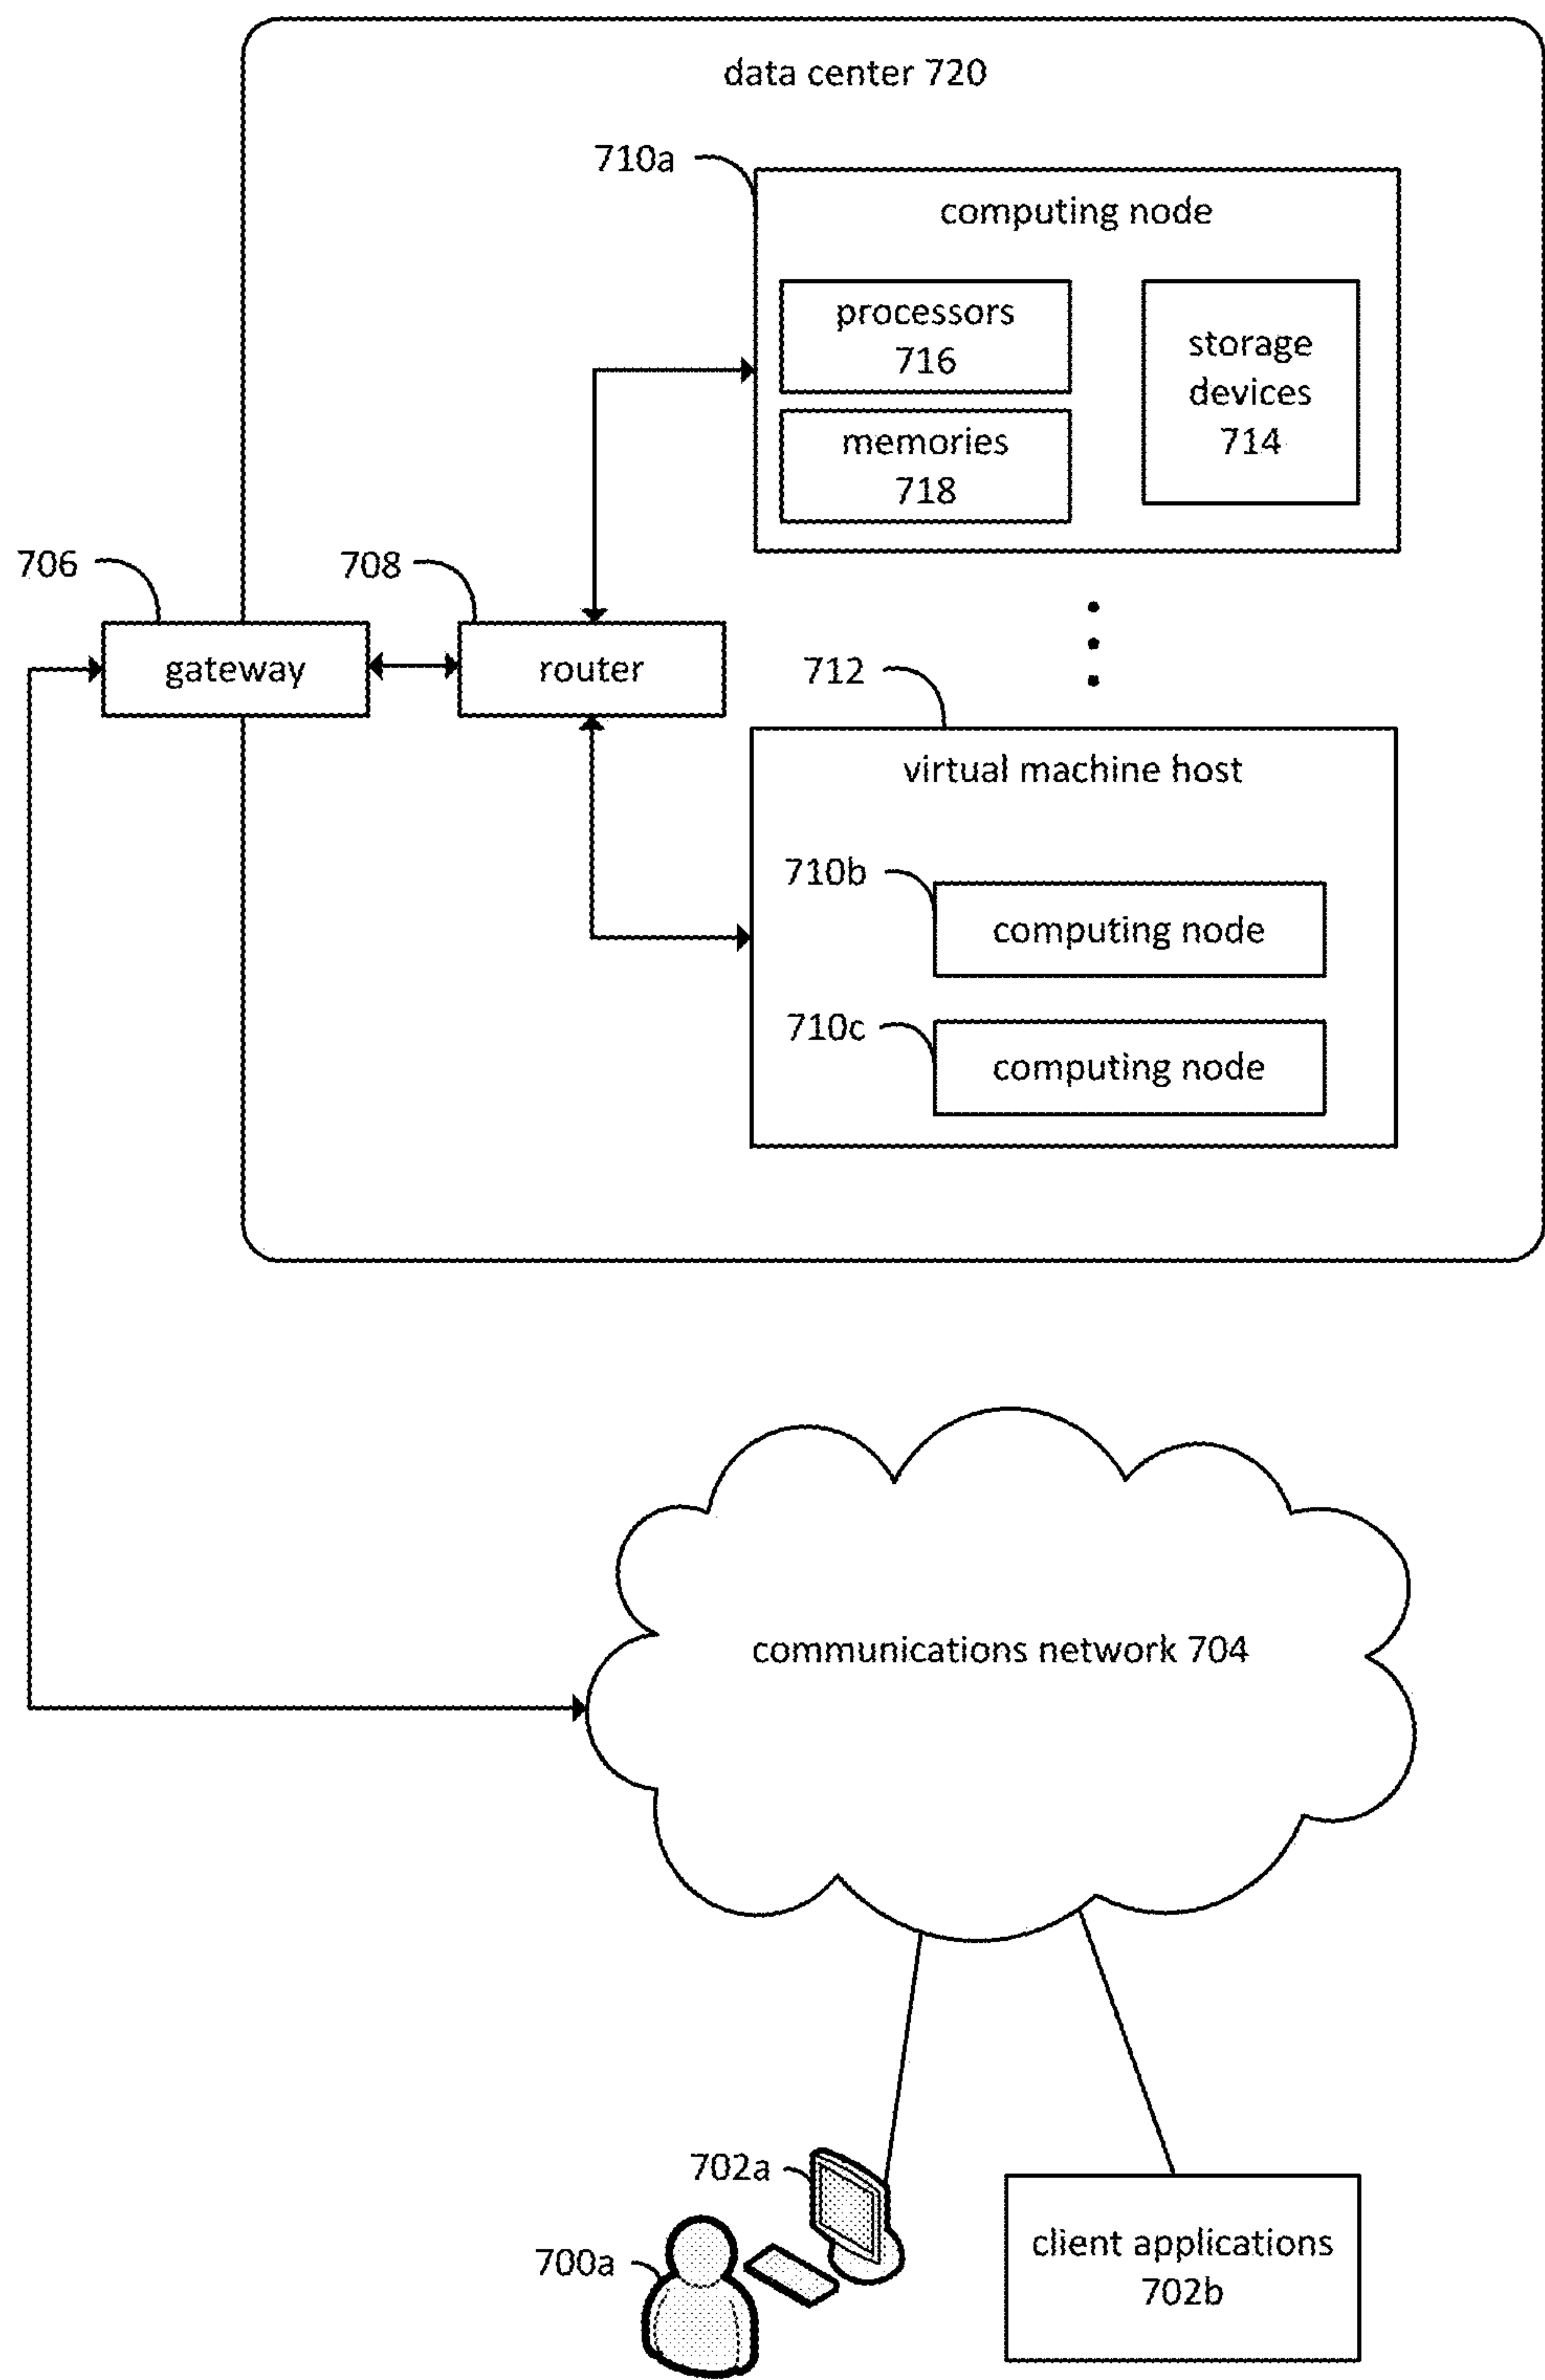 data center 720
710a
computing node
processors
716
storage
devices
714
memories
718
706
708
gateway
router
712
virtual machine host
710b
computing node
710c
computing node
communications network 704
702a
700a
client applications
702b